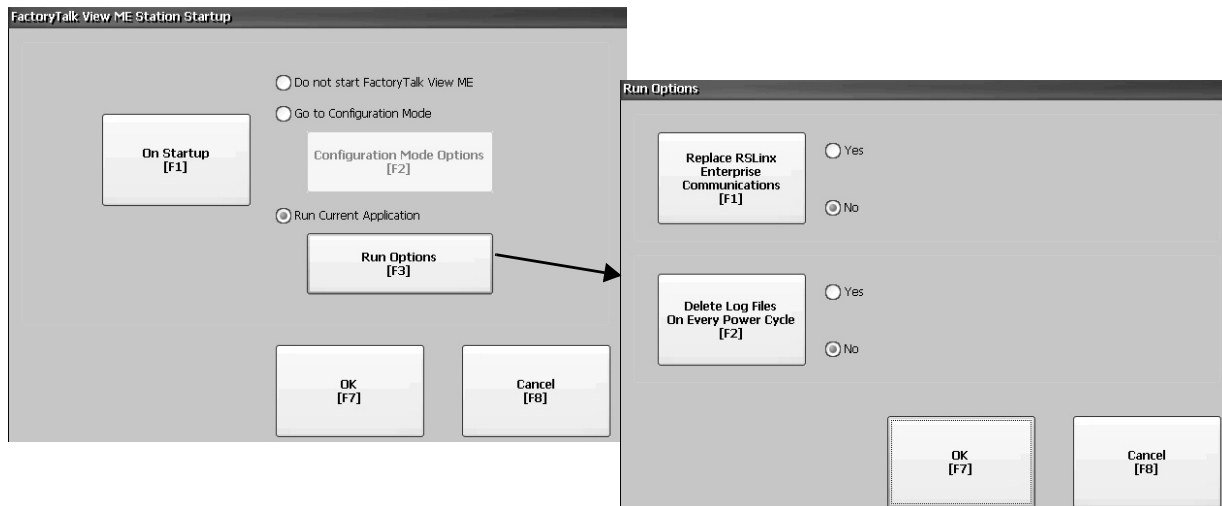 FactoryTalk View ME Station Startup
Do not start FactoryTalk View ME
Go to Configuration Mode
On Startup
[F1]
Configuration Mode Options
[F2]
Run Current Application
Run Options
[F3]
OK
[F7]
Cancel
[F8]
Run Options
Replace RSLinx
Enterprise
Communications
[F1]
Yes
No
Delete Log Files
On Every Power Cycle
[F2]
Yes
No
OK
[F7]
Cancel
[F8]